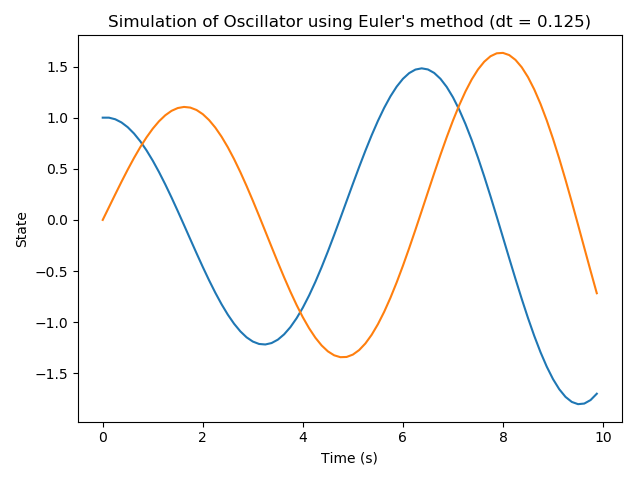 Simulation of Oscillator using Euler's method (dt = 0.125)
1.5
1.0
0.5
0.0
−0.5
−1.0
−1.5
State
0 2 4 6 8 10
Time (s)